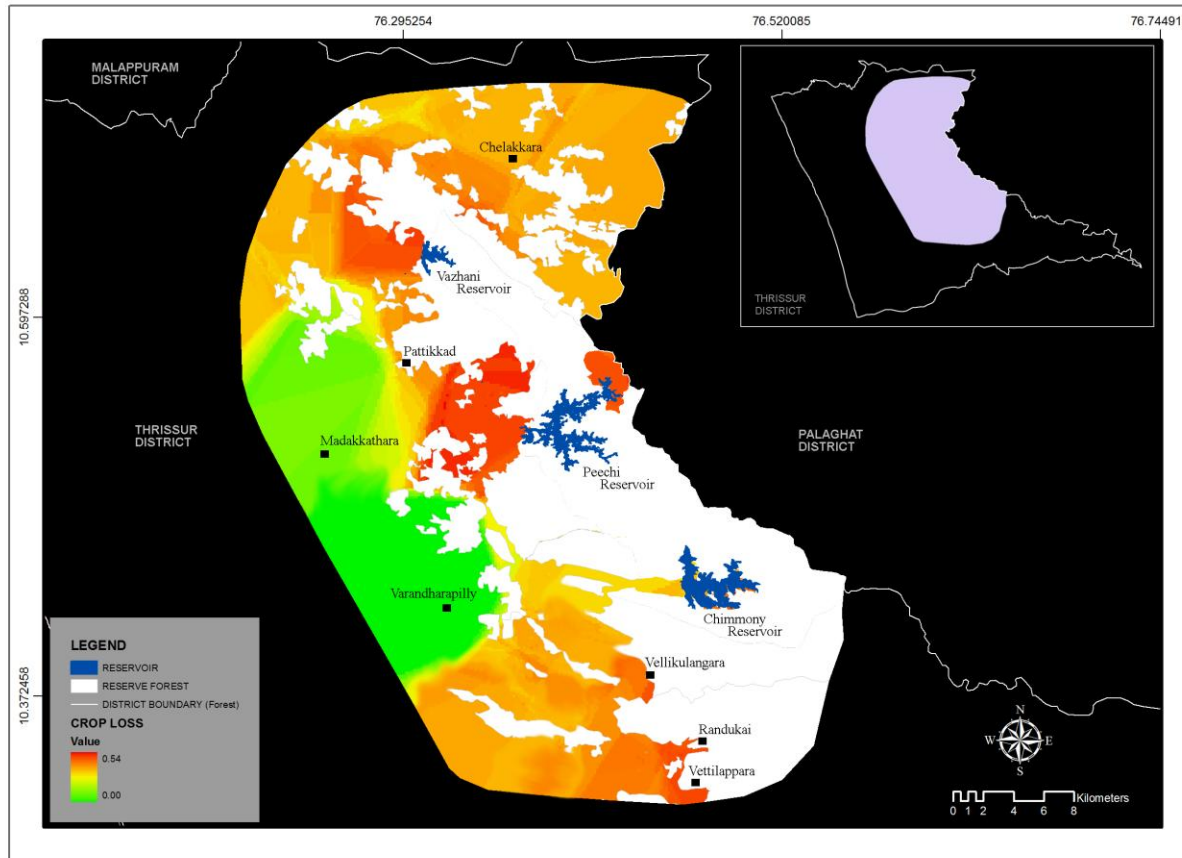 76.295254
76.520085
76.74491
MALAPPURAM
DISTRICT
Chelakkara
THRISSUR
DISTRICT
Vazhani
Reservoir
10.597288
Pattikkad
THRISSUR
DISTRICT
Madakkathara
PALAGHAT
DISTRICT
Peechi
Reservoir
Varandharapilly
Chimmony
Reservoir
Vellikulangara
10.372458
Randukai
Vettilappara
LEGEND
RESERVOIR
RESERVE FOREST
DISTRICT BOUNDARY (Forest)
CROP LOSS
Value
0.54
0.00
N
W E
S
Kilometers
0 1 2 4 6 8